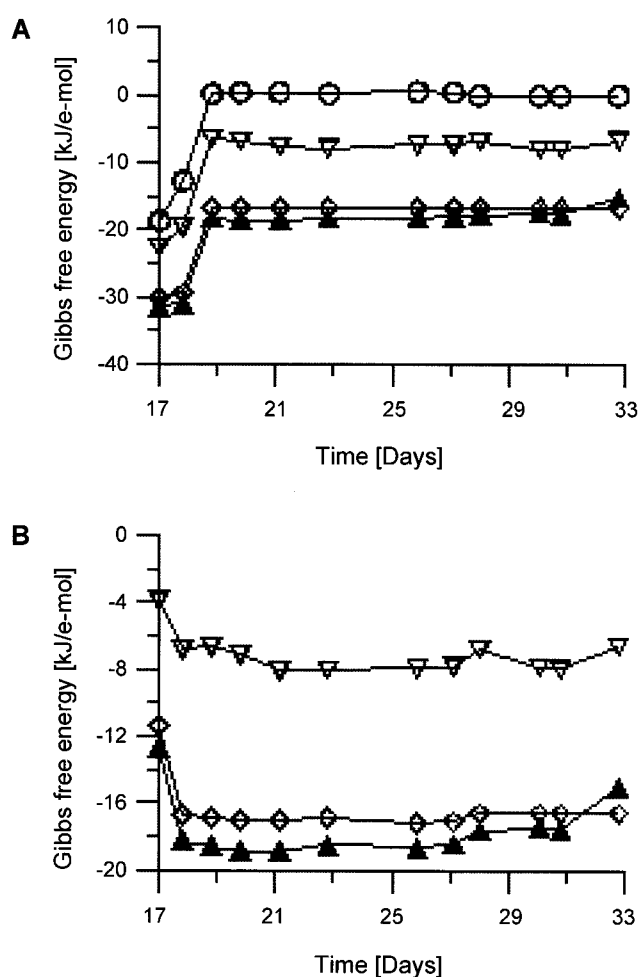 A
Gibbs free energy [kJ/e-mol]
10
0
-10
-20
-30
-40
17 21 25 29 33
Time [Days]
B
Gibbs free energy [kJ/e-mol]
0
-4
-8
-12
-16
-20
17 21 25 29 33
Time [Days]